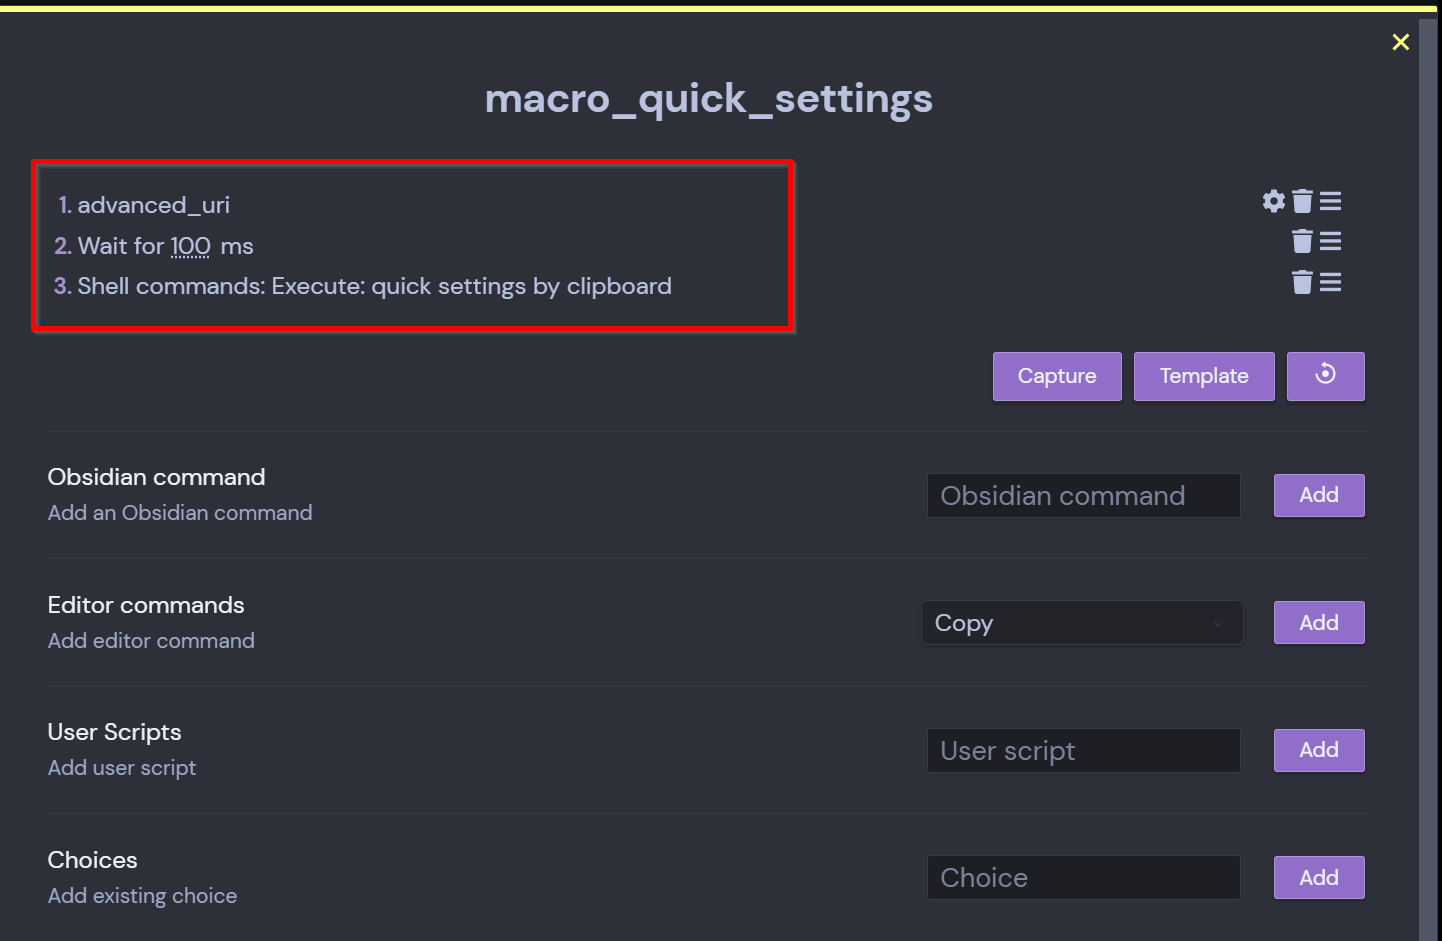 macro_quick_settings
1. advanced_uri
2. Wait for 100 ms
3. Shell commands: Execute: quick settings by clipboard
Capture Template
Obsidian command
Add an Obsidian command
Obsidian command Add
Editor commands
Add editor command
Copy Add
User Scripts
Add user script
User script Add
Choices
Add existing choice
Choice Add